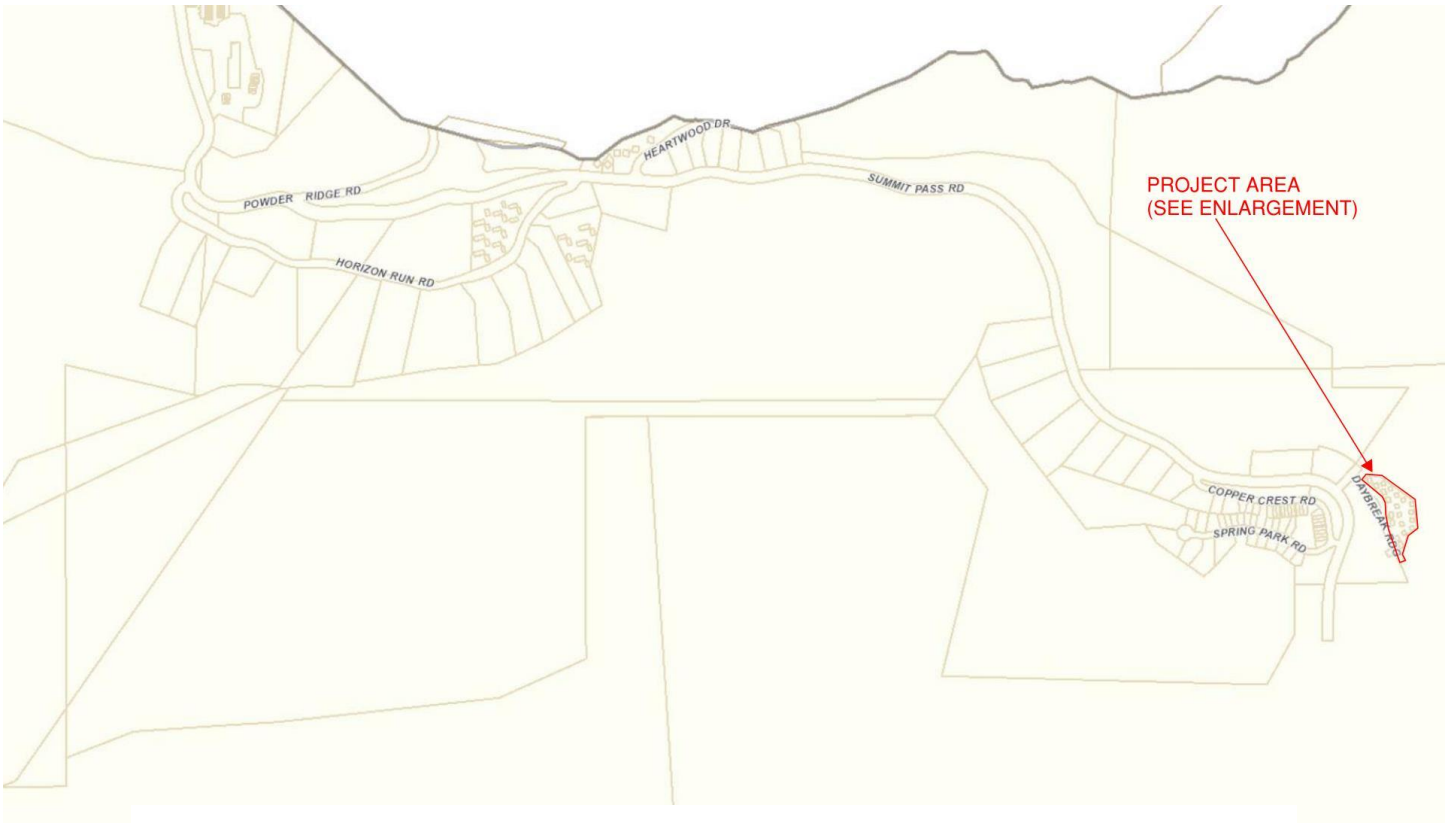 HEARTWOOD DR
POWDER RIDGE RD
SUMMIT PASS RD
PROJECT AREA
(SEE ENLARGEMENT)
HORIZON RUN RD
COPPER CREST RD
DAYBREAK RDG
SPRING PARK RD